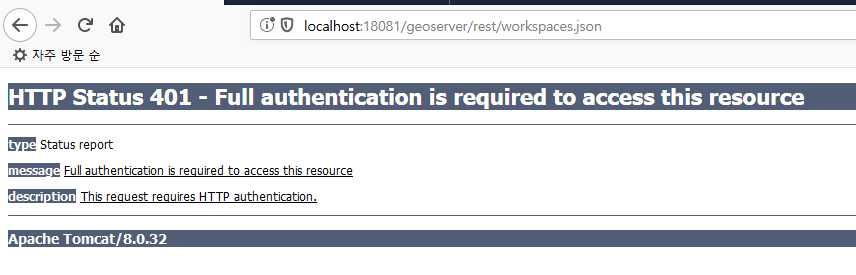 localhost:18081/geoserver/rest/workspaces.json
자주 방문 순
HTTP Status 401 - Full authentication is required to access this resource
type Status report
message Full authentication is required to access this resource
description This request requires HTTP authentication.
Apache Tomcat/8.0.32